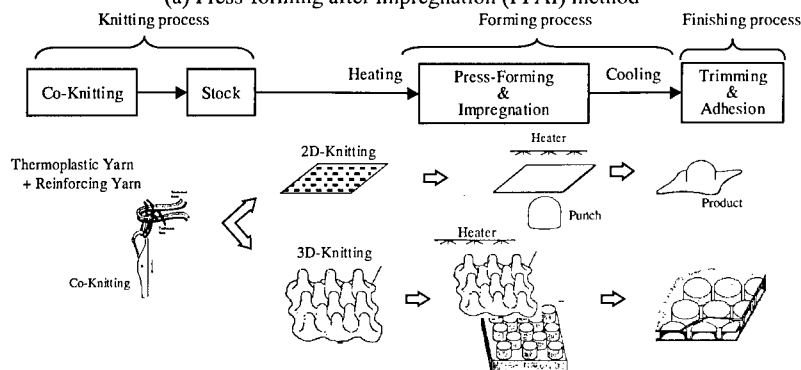 (a) Press-forming after impregnation (PFAI) method
Knitting process
Forming process
Finishing process
Co-Knitting
Stock
Heating
Press-Forming
&
Impregnation
Cooling
Trimming
&
Adhesion
Thermoplastic Yarn
+ Reinforcing Yarn
Co-Knitting
2D-Knitting
Heater
Punch
Product
3D-Knitting
Heater